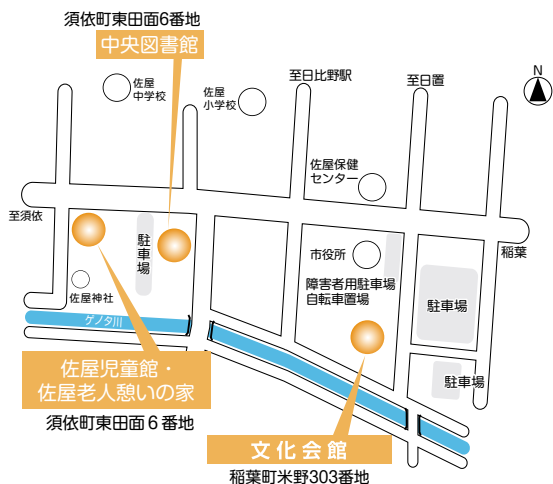 須依町東田面6番地
中央図書館
至日比野駅
至日置
N
佐屋
中学校
佐屋
小学校
佐屋保健
センター
至須依
駐車場
市役所
稲葉
障害者用駐車場
自転車置場
佐屋神社
駐車場
ゲノタ川
佐屋児童館・
佐屋老人憩いの家
須依町東田面６番地
駐車場
文化会館
稲葉町米野303番地